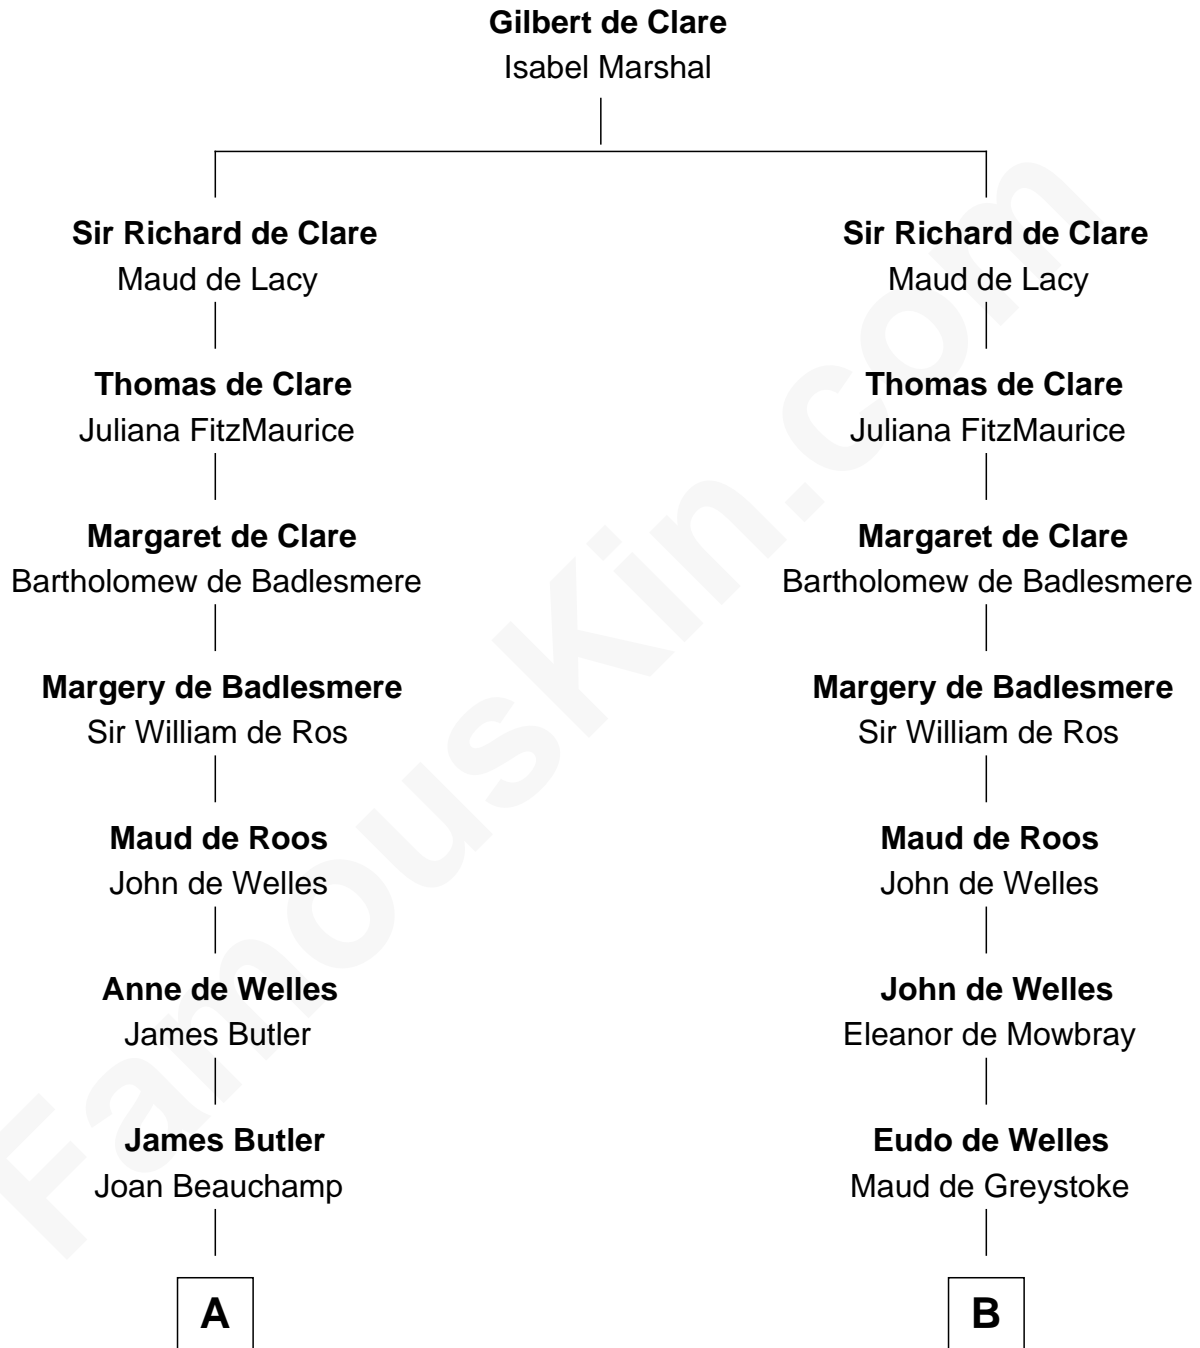 Gilbert de Clare
Isabel Marshal
Sir Richard de Clare
Maud de Lacy
Thomas de Clare
Juliana FitzMaurice
Margaret de Clare
Bartholomew de Badlesmere
Margery de Badlesmere
Sir William de Ros
Maud de Roos
John de Welles
Anne de Welles
James Butler
James Butler
Joan Beauchamp
A
Sir Richard de Clare
Maud de Lacy
Thomas de Clare
Juliana FitzMaurice
Margaret de Clare
Bartholomew de Badlesmere
Margery de Badlesmere
Sir William de Ros
Maud de Roos
John de Welles
John de Welles
Eleanor de Mowbray
Eudo de Welles
Maud de Greystoke
B
FamousKin.com